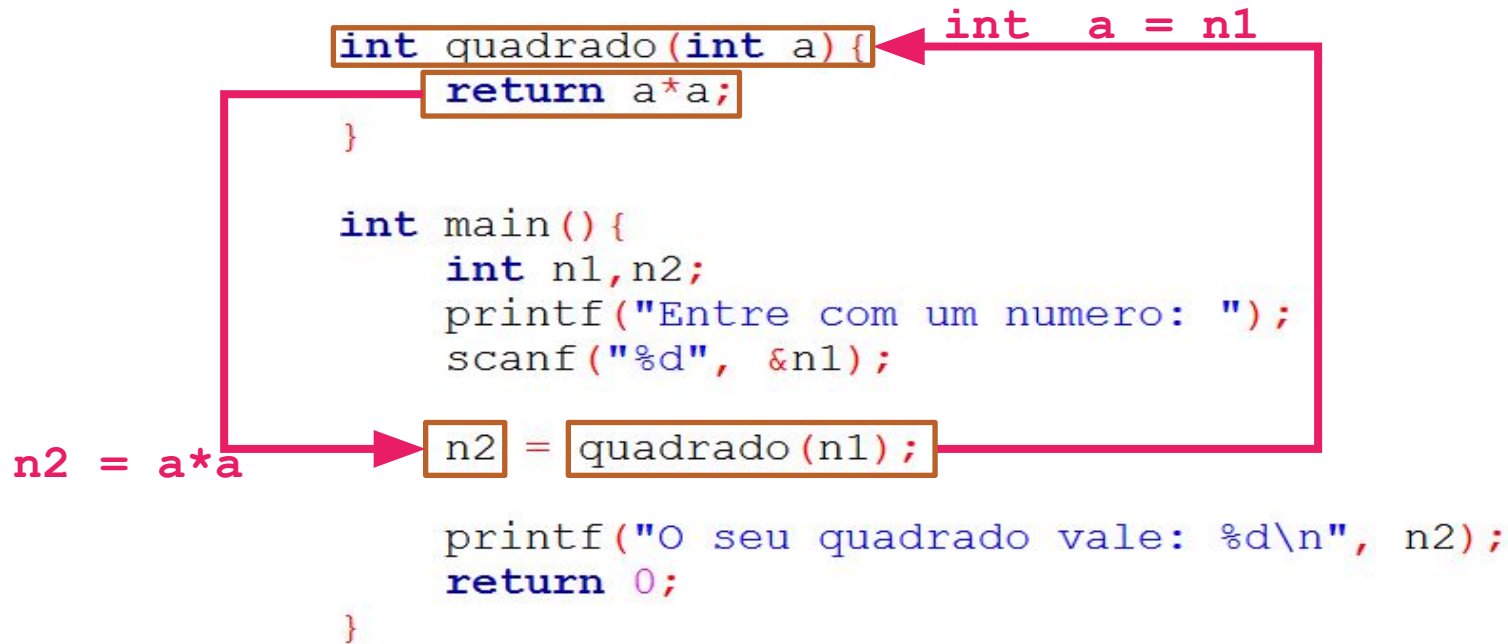 int a = n1
int quadrado(int a){
return a*a;
}
int main(){
int n1,n2;
printf("Entre com um numero: ");
scanf("%d", &n1);
n2 = quadrado(n1);
n2 = a*a
printf("O seu quadrado vale: %d\n", n2);
return 0;
}